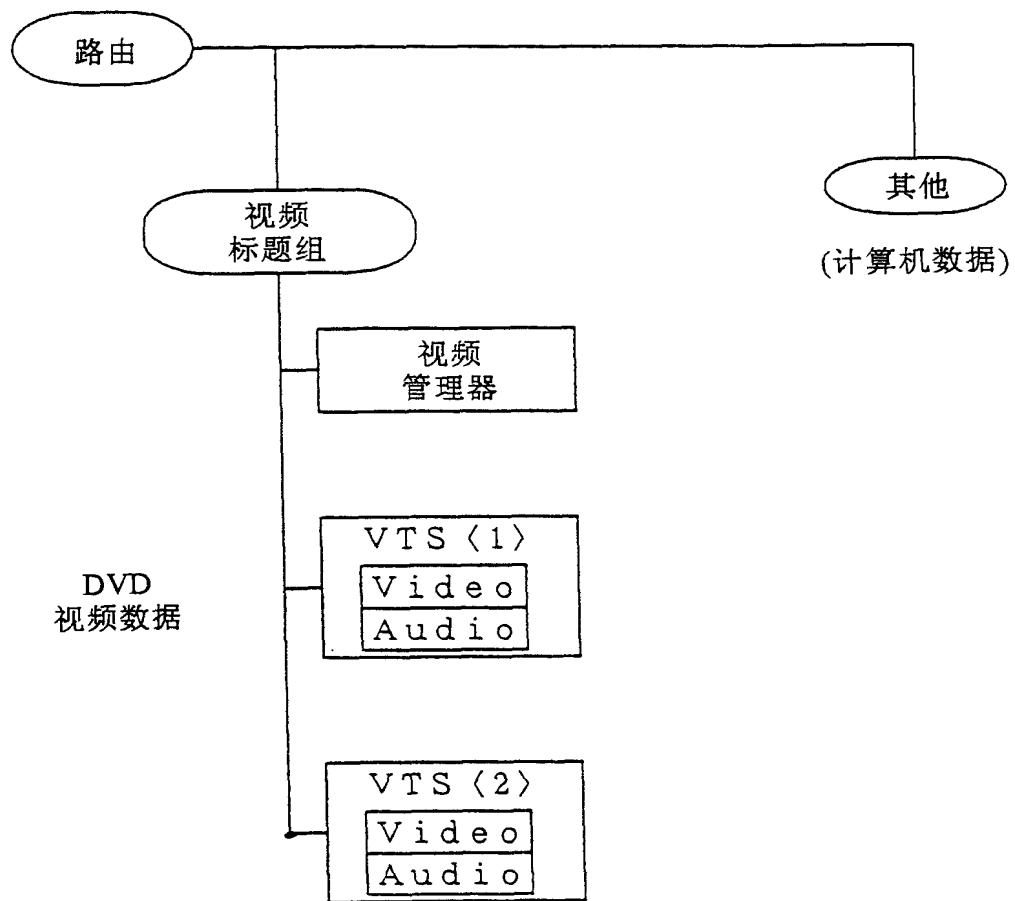 路由
其他
(计算机数据)
视频
标题组
视频
管理器
VTS〈1〉
Video
Audio
DVD
视频数据
VTS〈2〉
Video
Audio